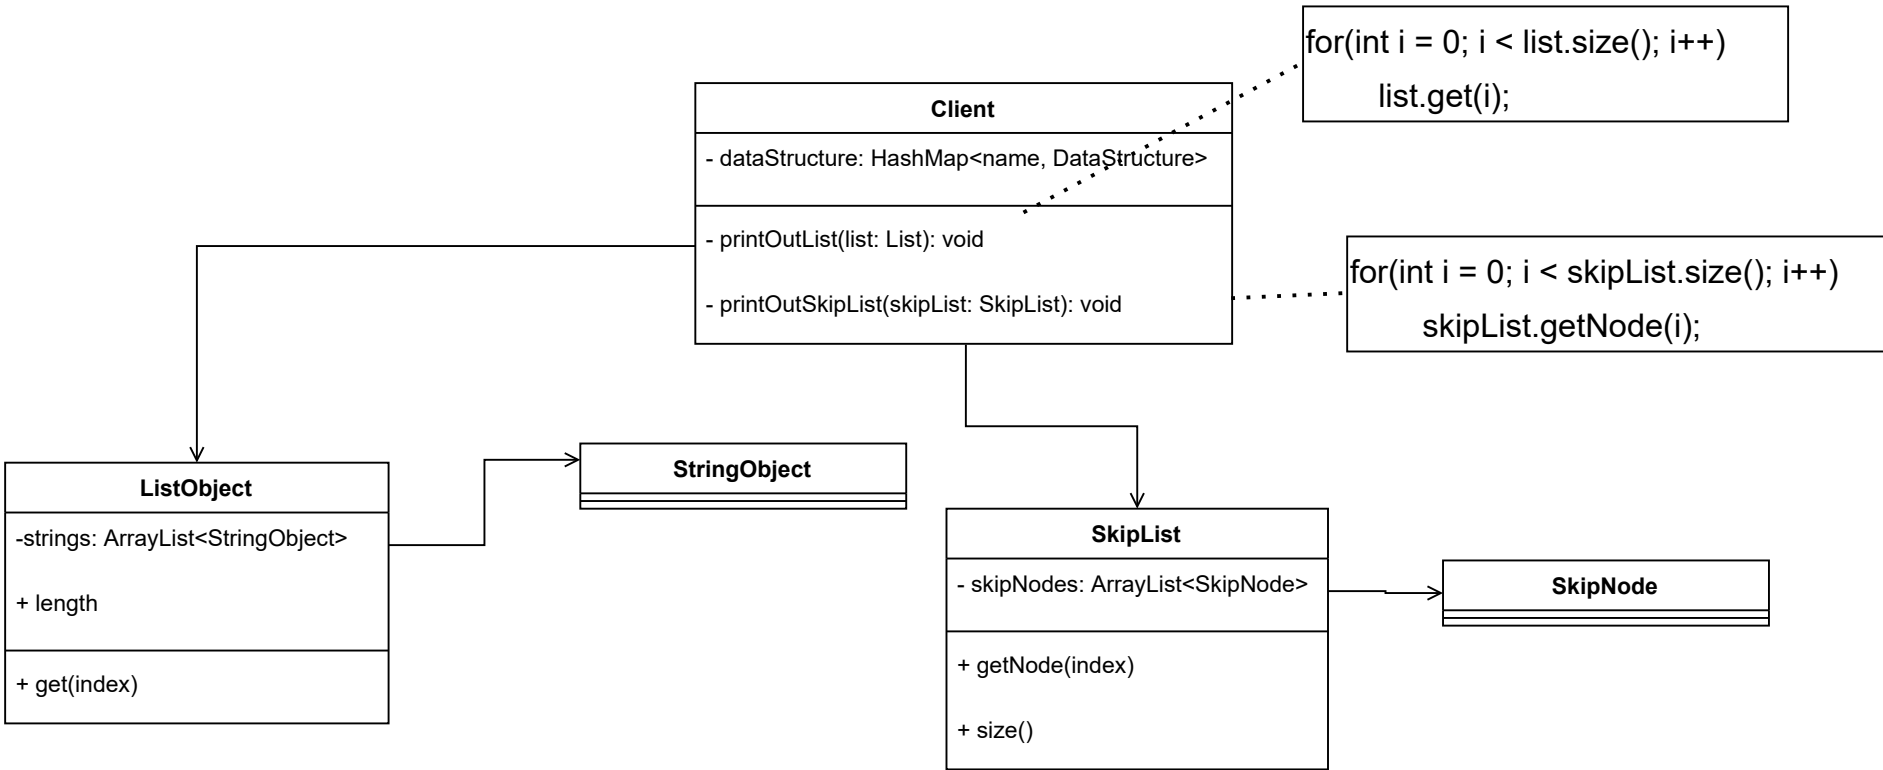 for(int i = 0; i < list.size(); i++)
list.get(i);
Client
- dataStructure: HashMap<name, DataStructure>
- printOutList(list: List): void
- printOutSkipList(skipList: SkipList): void
for(int i = 0; i < skipList.size(); i++)
skipList.getNode(i);
ListObject
-strings: ArrayList<StringObject>
+ length
+ get(index)
StringObject
SkipList
- skipNodes: ArrayList<SkipNode>
+ getNode(index)
+ size()
SkipNode